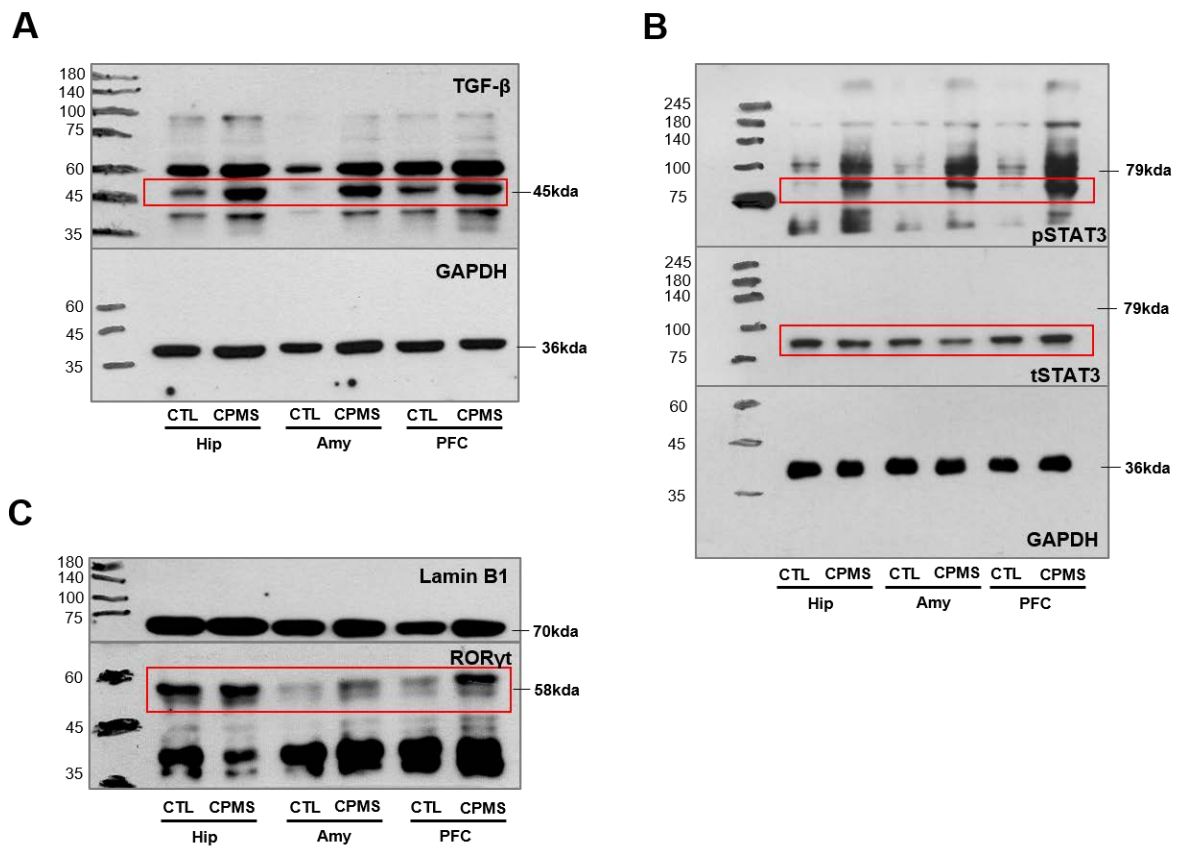 A
180
140
100
75
60
45
35
TGF-β
45kda
GAPDH
60
45
35
36kda
CTL CPMS CTL CPMS CTL CPMS
Hip Amy PFC
B
245
180
140
100
75
79kda
pSTAT3
245
180
140
100
75
79kda
tSTAT3
60
45
35
36kda
GAPDH
CTL CPMS CTL CPMS CTL CPMS
Hip Amy PFC
C
180
140
100
75
Lamin B1
70kda
RORγt
60
45
35
58kda
CTL CPMS CTL CPMS CTL CPMS
Hip Amy PFC